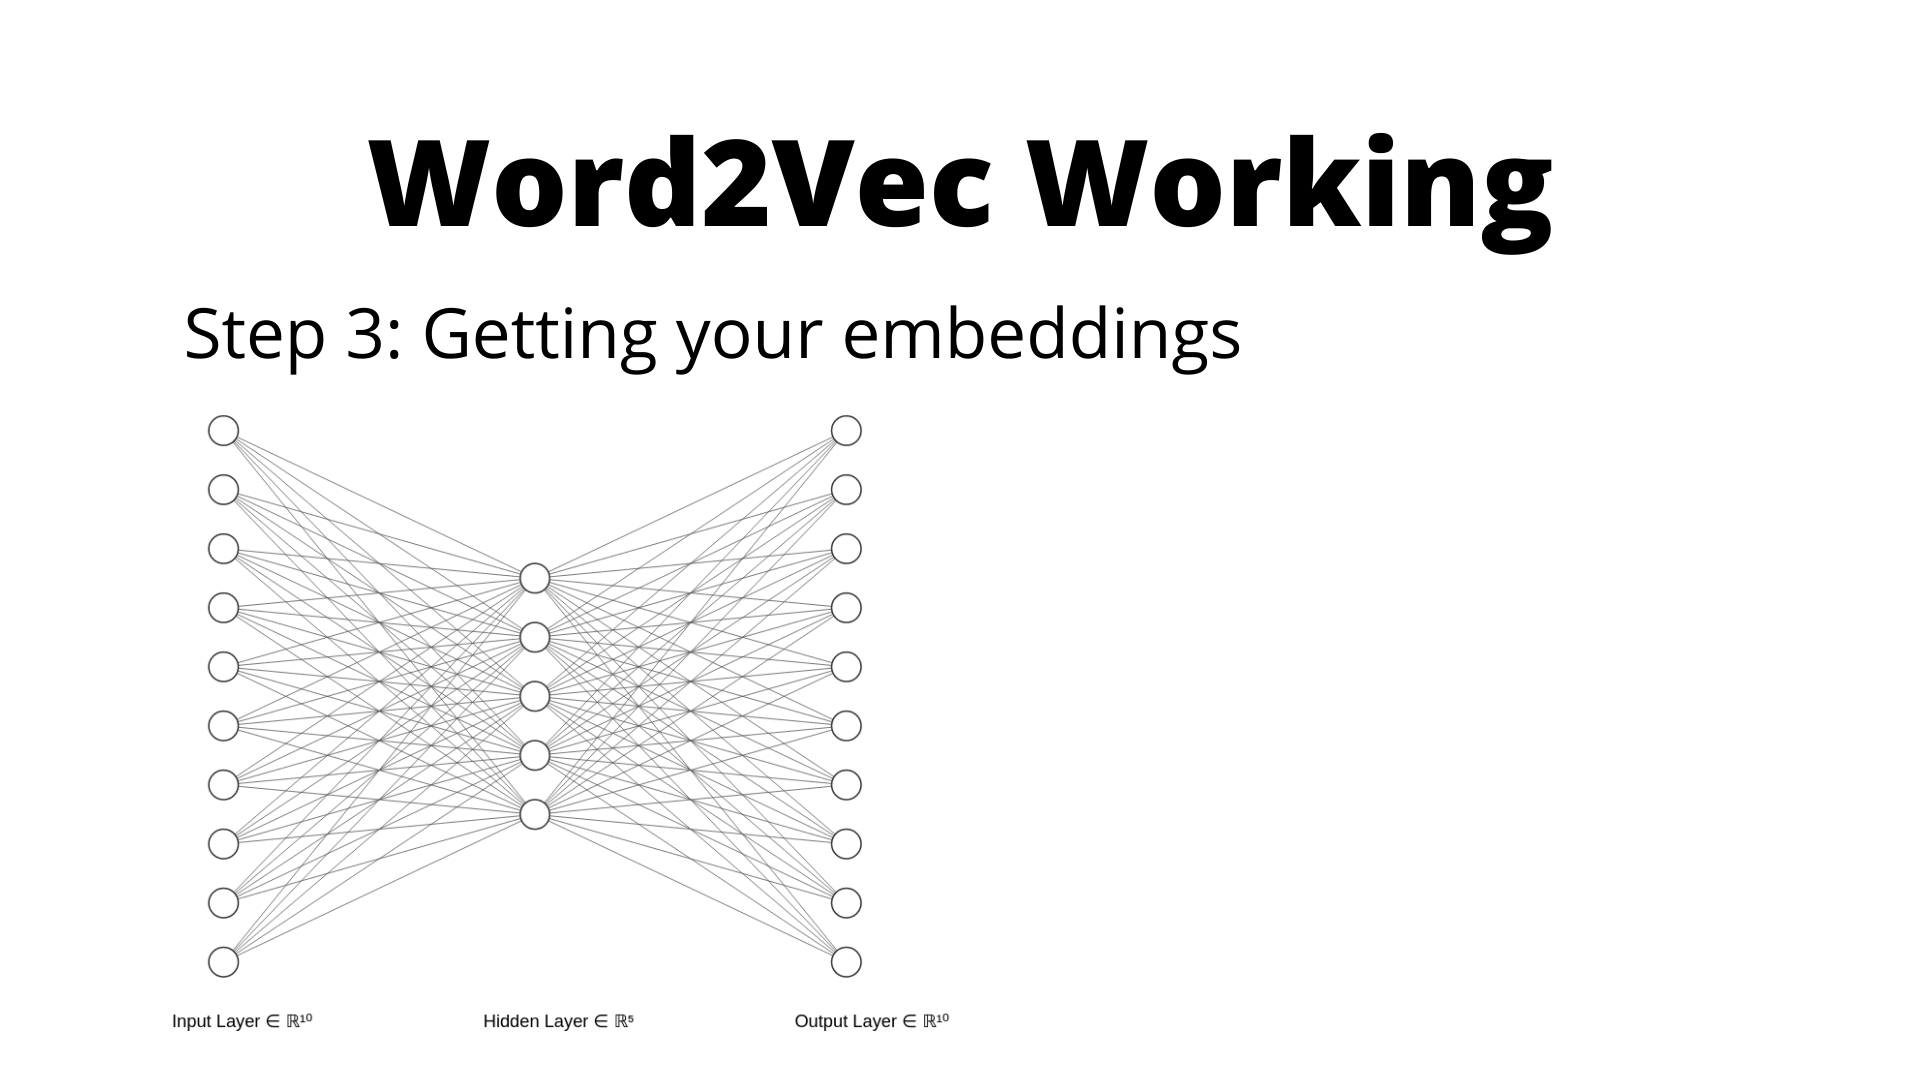 Word2Vec Working
Step 3: Getting your embeddings
Input Layer ∈ ℝ¹⁰
Hidden Layer ∈ ℝ⁵
Output Layer ∈ ℝ¹⁰